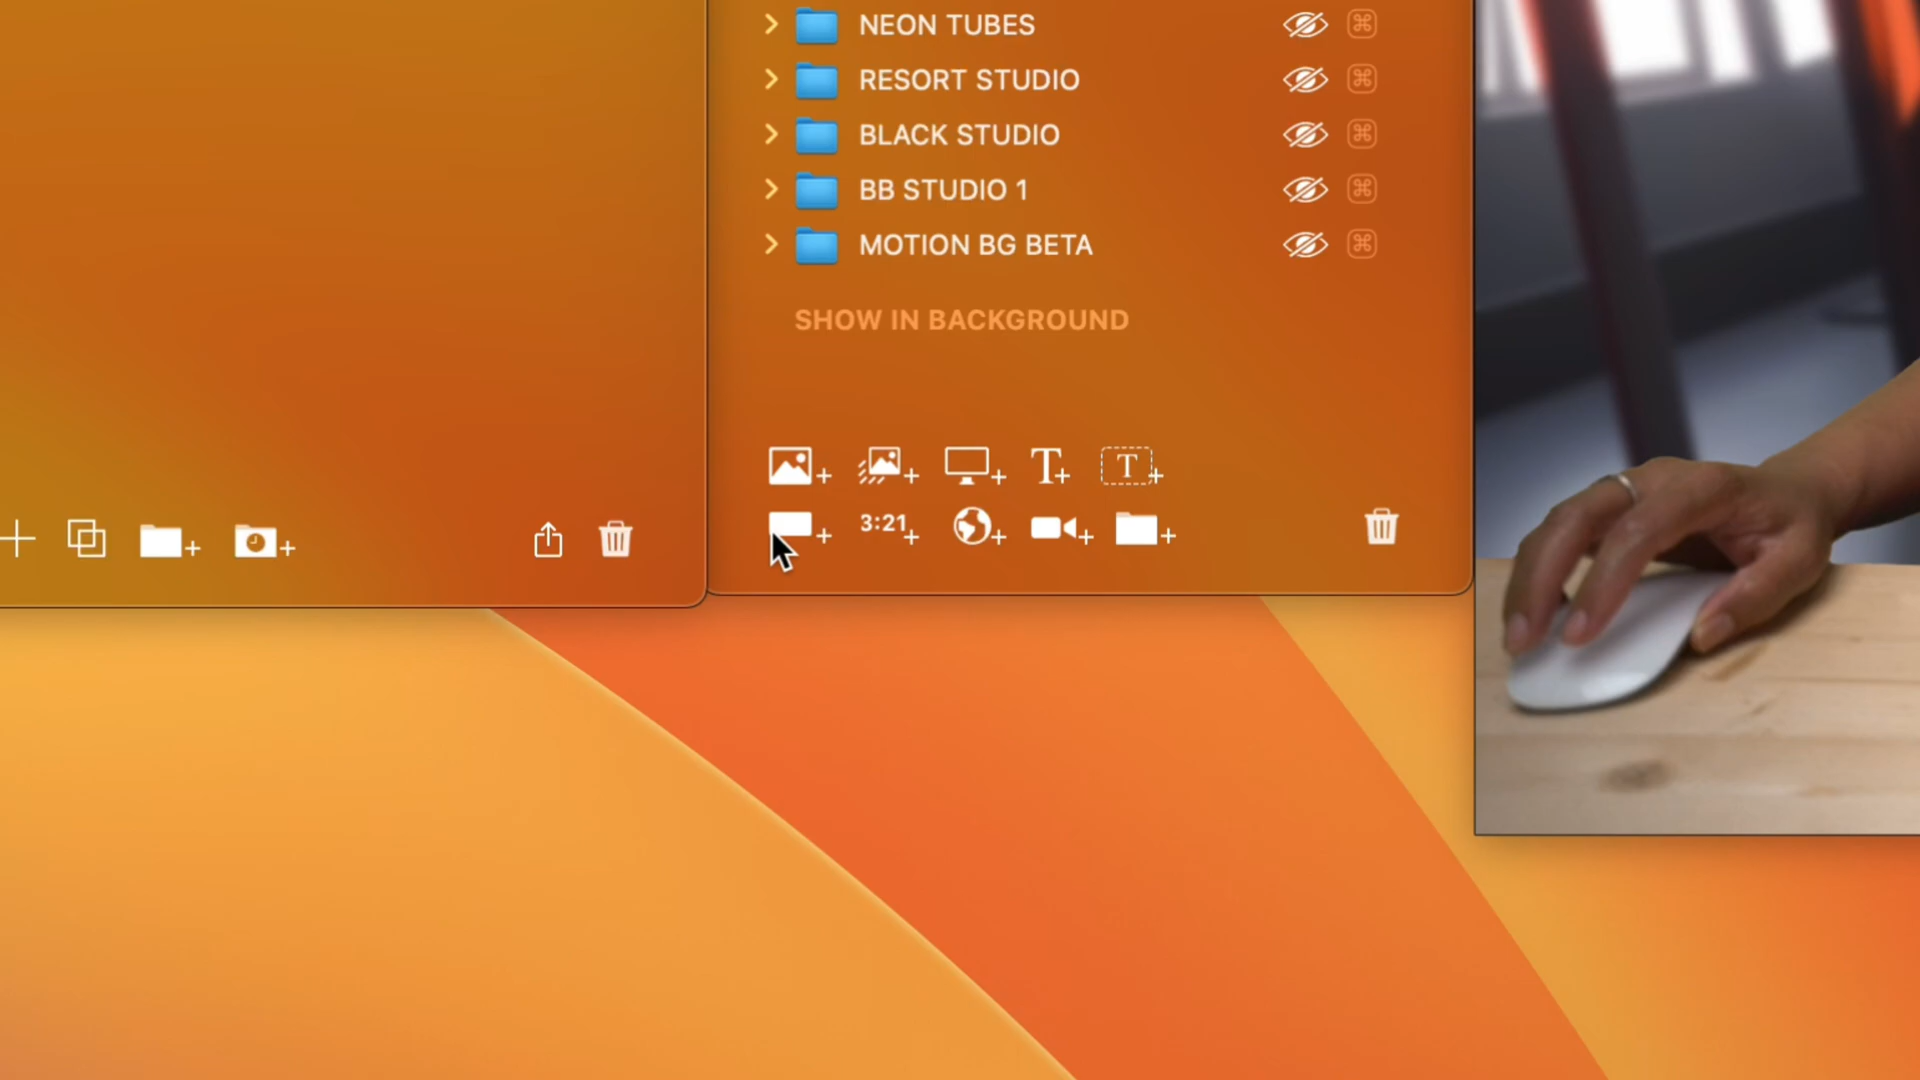 NEON TUBES
RESORT STUDIO
BLACK STUDIO
BB STUDIO 1
MOTION BG BETA
SHOW IN BACKGROUND
T
T
3:21